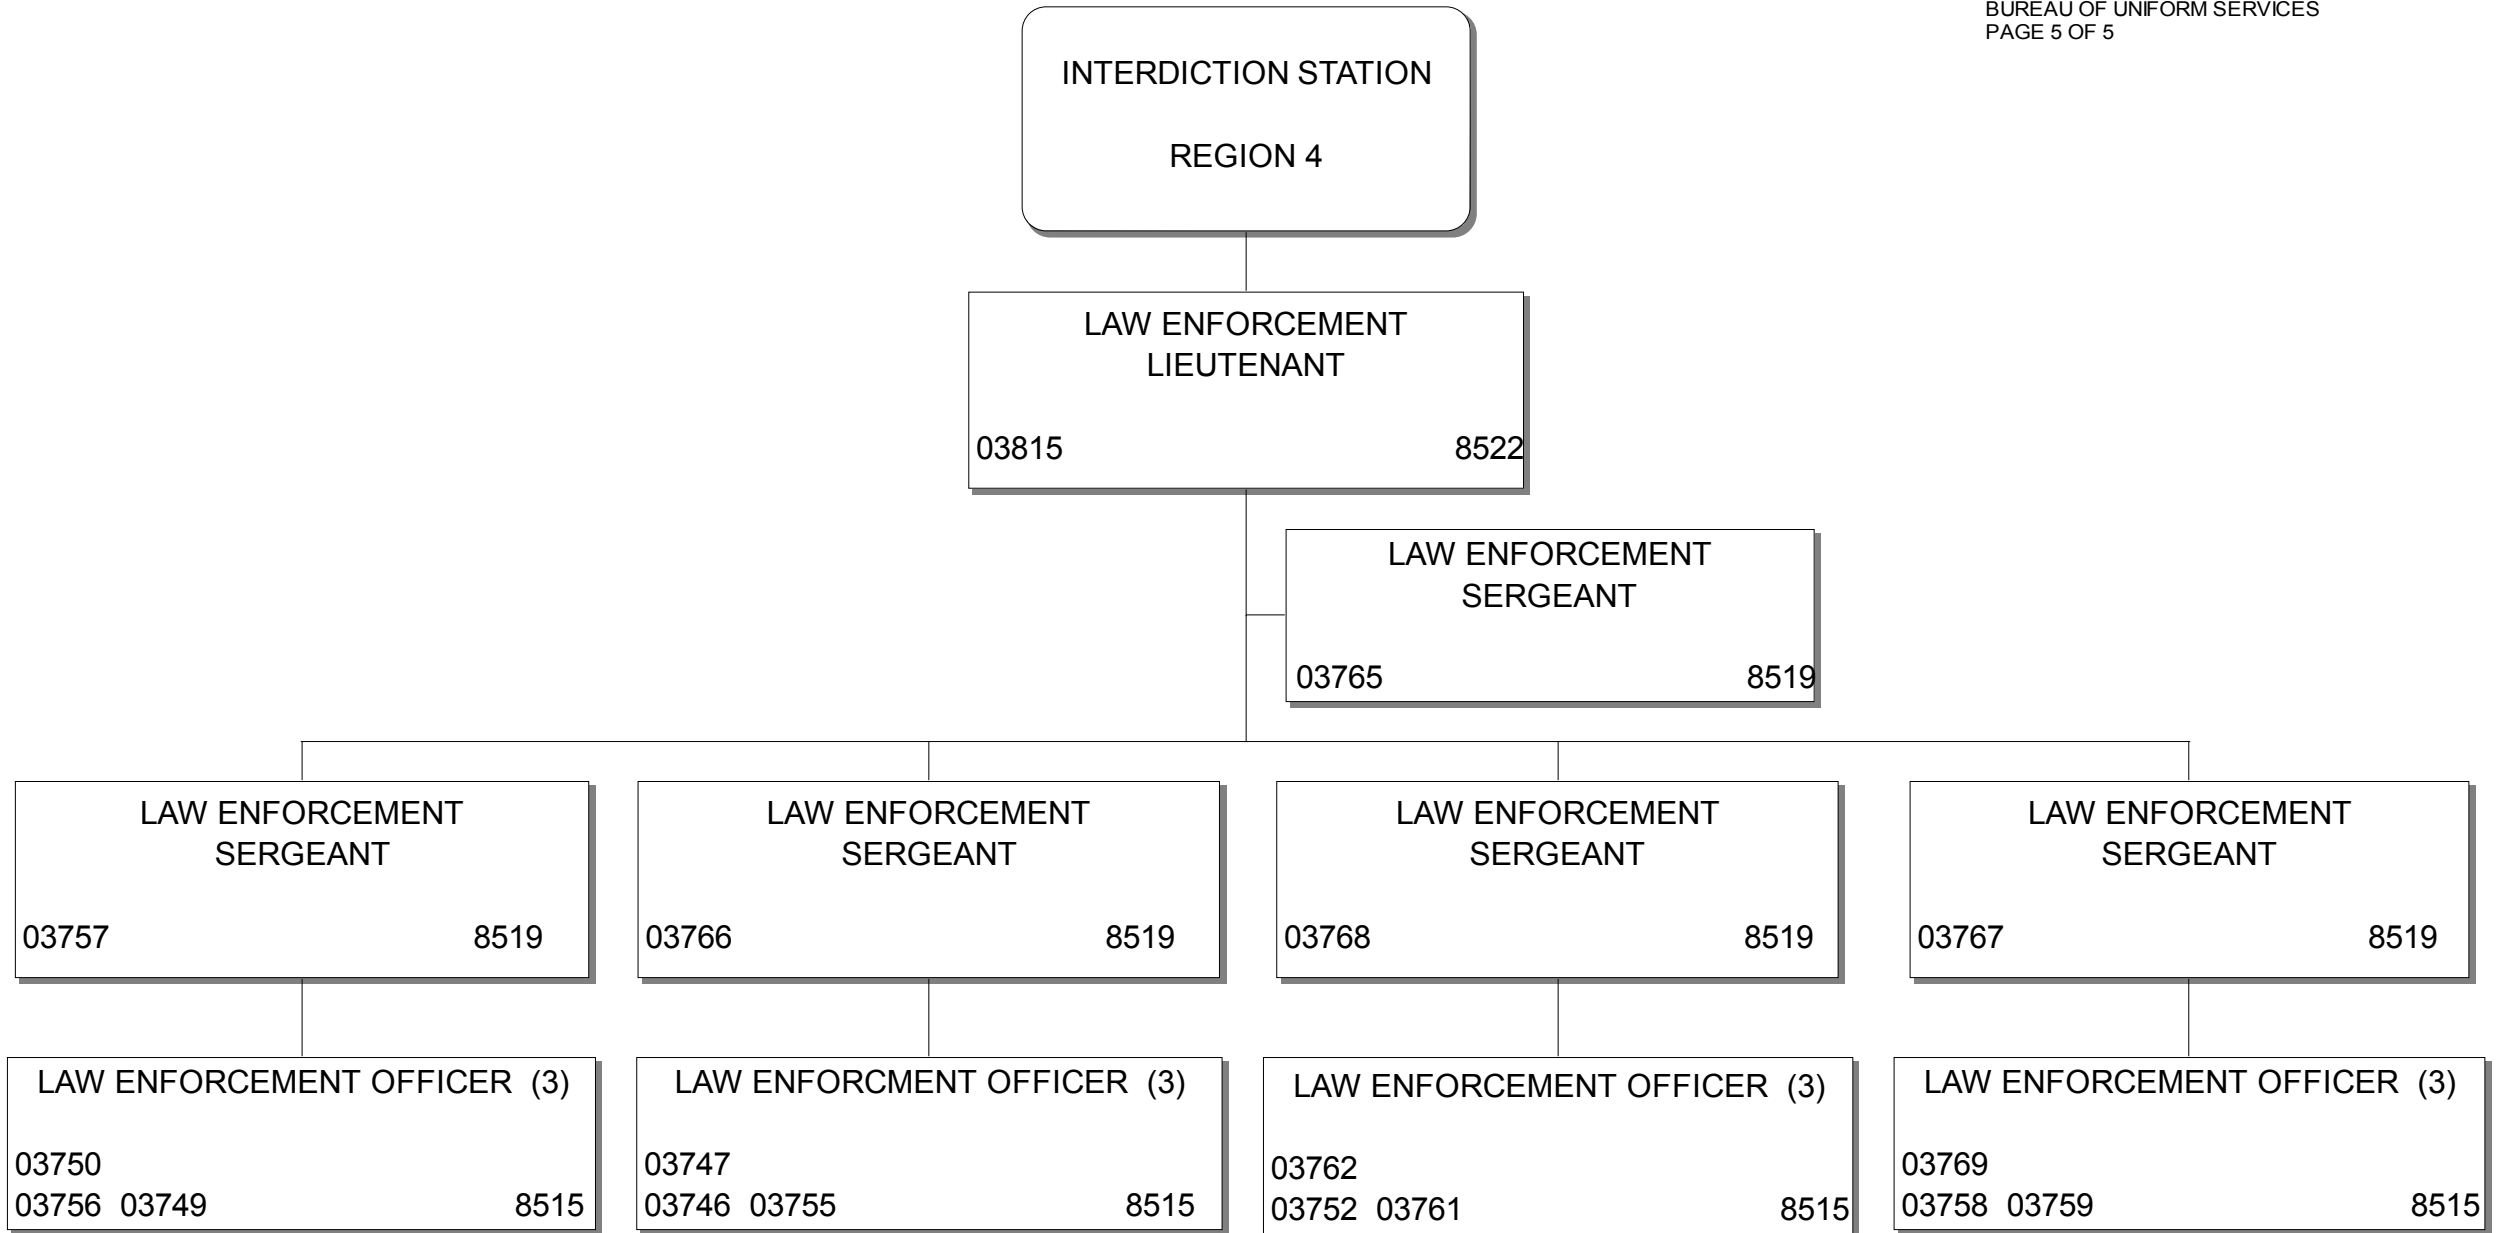 BUREAU OF UNIFORM SERVICES
PAGE 5 OF 5
INTERDICTION STATION
REGION 4
LAW ENFORCEMENT
LIEUTENANT
03815 8522
LAW ENFORCEMENT
SERGEANT
03765 8519
LAW ENFORCEMENT
SERGEANT
03757 8519
LAW ENFORCEMENT
SERGEANT
03766 8519
LAW ENFORCEMENT
SERGEANT
03768 8519
LAW ENFORCEMENT
SERGEANT
03767 8519
LAW ENFORCEMENT OFFICER (3)
03750
03756 03749 8515
LAW ENFORCMENT OFFICER (3)
03747
03746 03755 8515
LAW ENFORCEMENT OFFICER (3)
03762
03752 03761 8515
LAW ENFORCEMENT OFFICER (3)
03769
03758 03759 8515